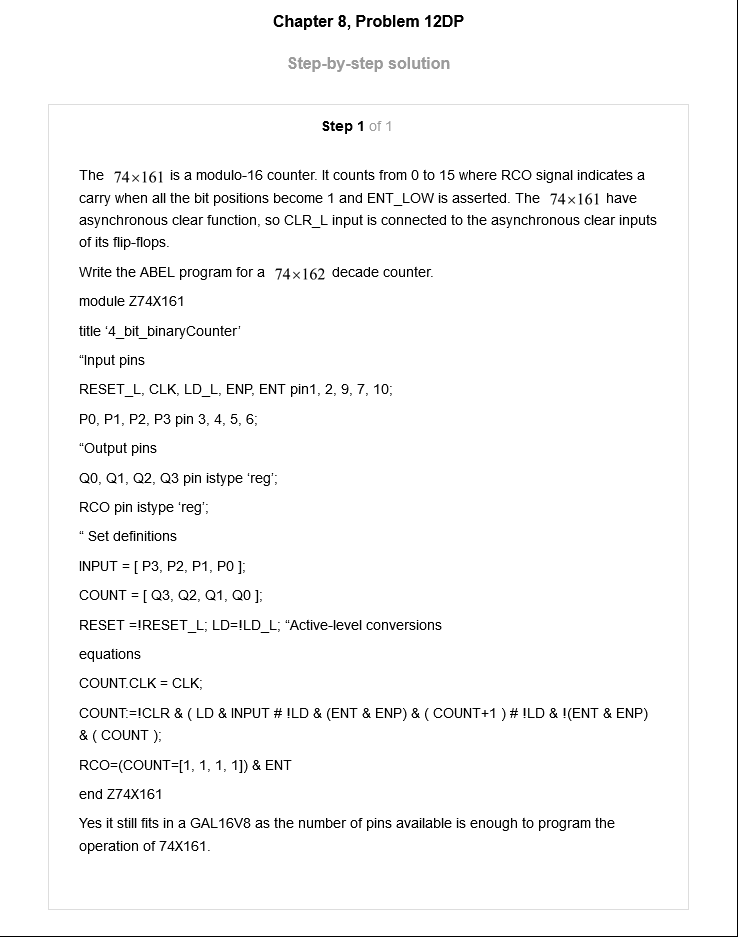 Chapter 8, Problem 12DP
Step-by-step solution
Step 1 of 1
The 74×161 is a modulo-16 counter. It counts from 0 to 15 where RCO signal indicates a
carry when all the bit positions become 1 and ENT_LOW is asserted. The 74×161 have
asynchronous clear function, so CLR_L input is connected to the asynchronous clear inputs
of its flip-flops.
Write the ABEL program for a 74×162 decade counter.
module Z74X161
title ‘4_bit_binaryCounter’
“Input pins
RESET_L, CLK, LD_L, ENP, ENT pin1, 2, 9, 7, 10;
P0, P1, P2, P3 pin 3, 4, 5, 6;
“Output pins
Q0, Q1, Q2, Q3 pin istype ‘reg’;
RCO pin istype ‘reg’;
“ Set definitions
INPUT = [ P3, P2, P1, P0 ];
COUNT = [ Q3, Q2, Q1, Q0 ];
RESET =!RESET_L; LD=!LD_L; “Active-level conversions
equations
COUNT.CLK = CLK;
COUNT:=!CLR & ( LD & INPUT # !LD & (ENT & ENP) & ( COUNT+1 ) # !LD & !(ENT & ENP)
& ( COUNT );
RCO=(COUNT=[1, 1, 1, 1]) & ENT
end Z74X161
Yes it still fits in a GAL16V8 as the number of pins available is enough to program the
operation of 74X161.